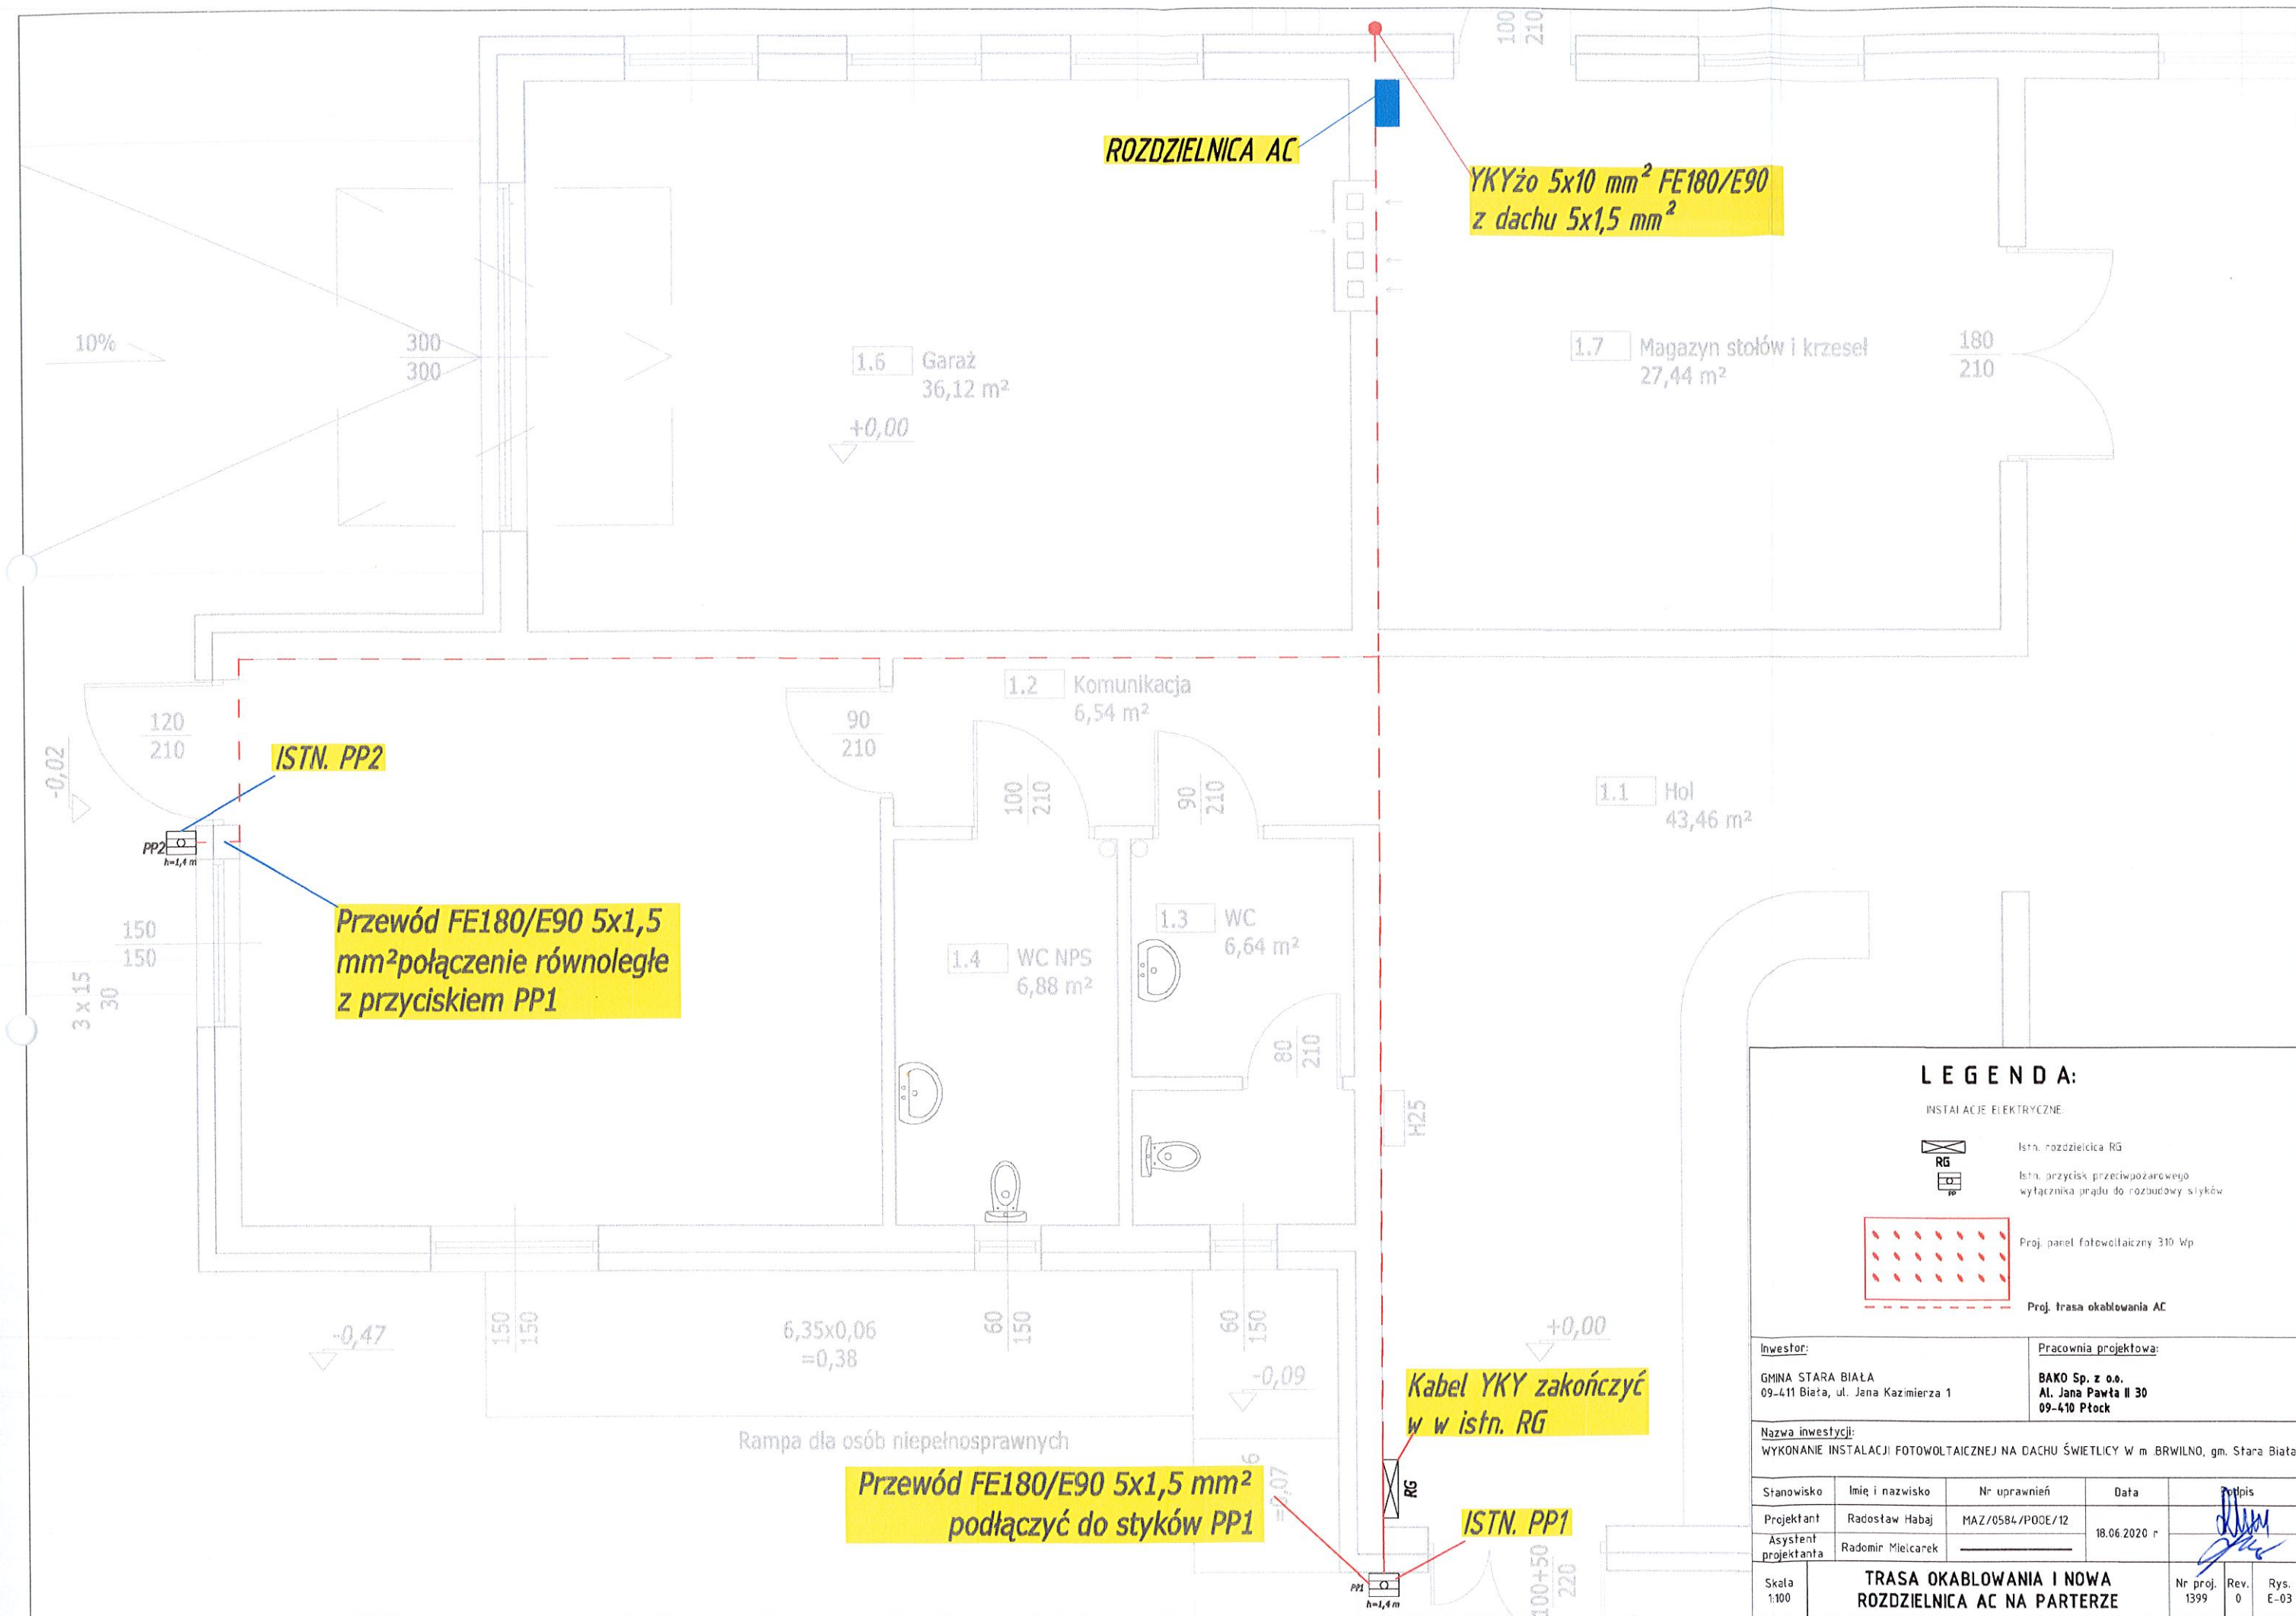 100
210
ROZDZIELNICA AC
YKYżo 5x10 mm² FE180/E90
z dachu 5x1,5 mm²
10%
300
300
1.6 Garaż
36,12 m²
+0,00
1.7 Magazyn stołów i krzeseł
27,44 m²
180
210
1.2 Komunikacja
6,54 m²
120
210
90
210
-0,02
ISTN. PP2
100
210
90
210
1.1 Hol
43,46 m²
PP2
h=1,4 m
Przewód FE180/E90 5x1,5
mm²połączenie równoległe
z przyciskiem PP1
150
150
3 x 15
30
1.4 WC NPS
6,88 m²
1.3 WC
6,64 m²
80
210
H25
-0,47
150
150
6,35x0,06
=0,38
60
150
60
150
-0,09
+0,00
Rampa dla osób niepełnosprawnych
Kabel YKY zakończyć
w w istn. RG
Przewód FE180/E90 5x1,5 mm²
podłączyć do styków PP1
6
=0,07
RG
ISTN. PP1
PP1
h=1,4 m
100+50
220
LEGENDA:
INSTALACJE ELEKTRYCZNE:
RG
Istn. rozdzielcica RG
PP
Istn. przycisk przeciwpożarowego
wyłącznika prądu do rozbudowy styków
Proj. panel fotowoltaiczny 310 Wp
Proj. trasa okablowania AC
Inwestor:
GMINA STARA BIAŁA
09-411 Biała, ul. Jana Kazimierza 1
Pracownia projektowa:
BAKO Sp. z o.o.
Al. Jana Pawła II 30
09-410 Płock
Nazwa inwestycji:
WYKONANIE INSTALACJI FOTOWOLTAICZNEJ NA DACHU ŚWIETLICY W m .BRWILNO, gm. Stara Biała
Stanowisko Imię i nazwisko Nr uprawnień Data Podpis
Projektant Radosław Habaj MAZ/0584/POOE/12
18.06.2020 r
Asystent
projektanta Radomir Mielcarek
Skala
1:100
TRASA OKABLOWANIA I NOWA
ROZDZIELNICA AC NA PARTERZE
Nr proj.
1399
Rev.
0
Rys.
E-03